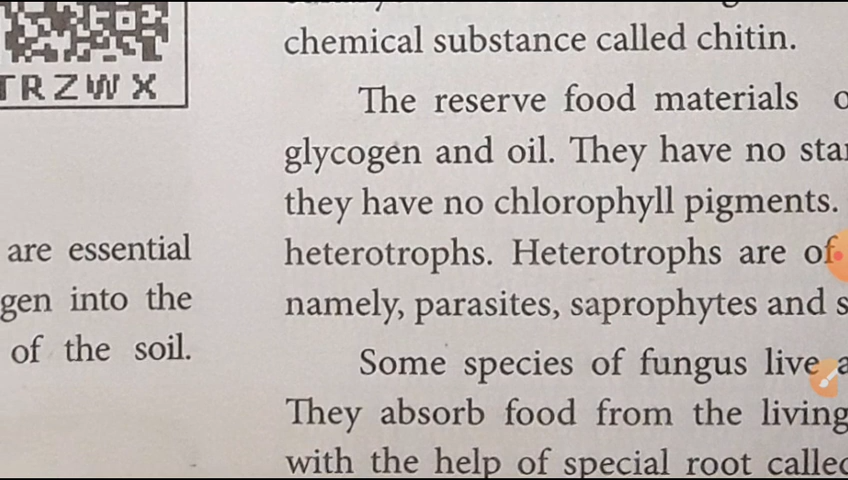 TRZWX
are essential
gen into the
of the soil.
chemical substance called chitin.
The reserve food materials
glycogen and oil. They have no
they have no chlorophyll pigments.
heterotrophs. Heterotrophs are of
namely, parasites, saprophytes and
Some species of fungus live
They absorb food from the living
with the help of special root called